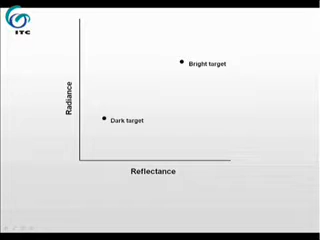 ITC
Bright target
Radiance
Dark target
Reflectance